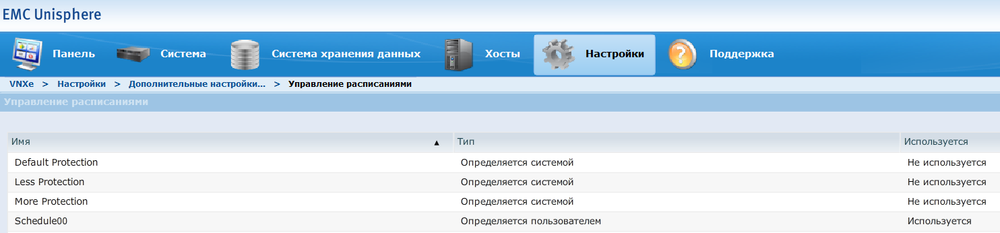 EMC Unisphere
Панель Система Система хранения данных Хосты Настройки Поддержка
VNXe > Настройки > Дополнительные настройки... > Управление расписаниями
Управление расписаниями
Имя ▲ Тип Используется
Default Protection Определяется системой Не используется
Less Protection Определяется системой Не используется
More Protection Определяется системой Не используется
Schedule00 Определяется пользователем Используется